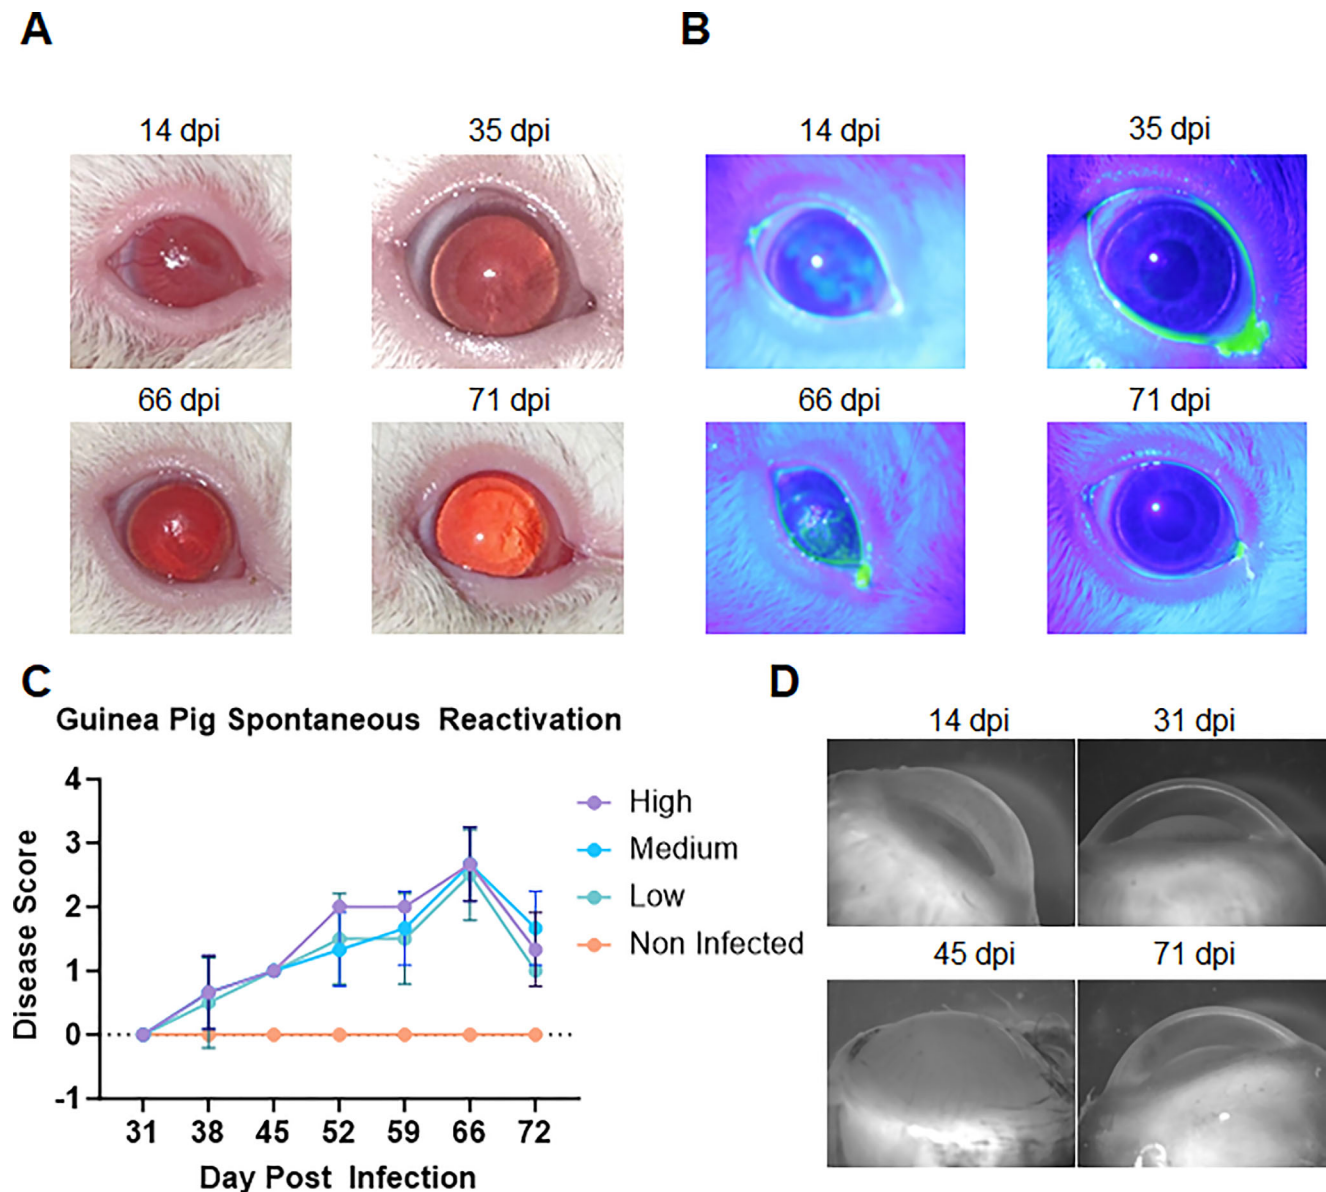 A
B
14 dpi
35 dpi
14 dpi
35 dpi
66 dpi
71 dpi
66 dpi
71 dpi
C
Guinea Pig Spontaneous Reactivation
4
3
2
1
0
-1
Disease Score
High
Medium
Low
Non Infected
31 38 45 52 59 66 72
Day Post Infection
D
14 dpi
31 dpi
45 dpi
71 dpi